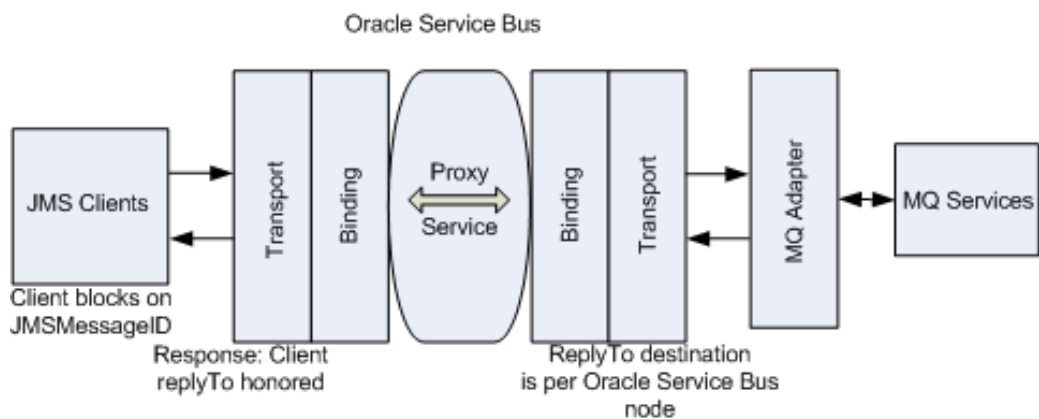 Oracle Service Bus
JMS Clients
Client blocks on
JMSMessageID
Transport
Binding
Response: Client
replyTo honored
Proxy
Service
Binding
Transport
ReplyTo destination
is per Oracle Service Bus
node
MQ Adapter
MQ Services